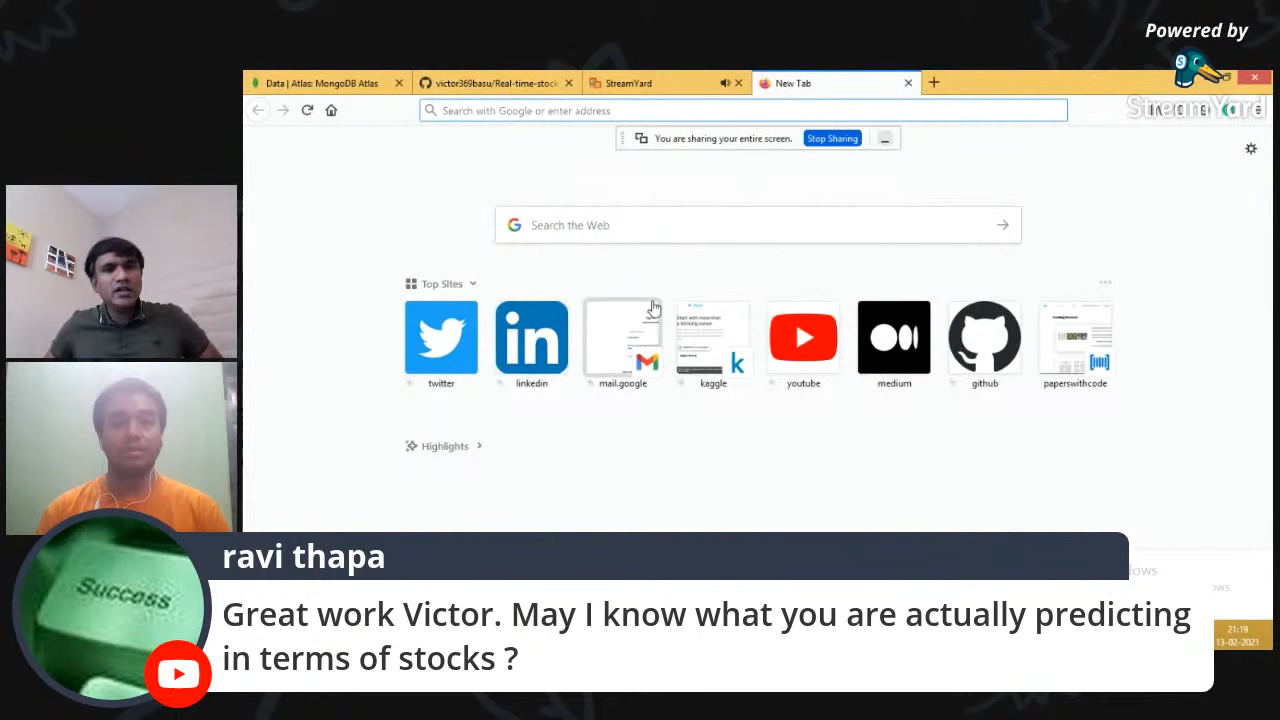 Powered by
StreamYard
Data | Atlas: MongoDB Atlas
victor369basu/Real-time-stock
StreamYard
New Tab
Search with Google or enter address
You are sharing your entire screen.
Stop Sharing
Search the Web
Top Sites
twitter
linkedin
mail.google
kaggle
youtube
medium
github
paperswithcode
Highlights
Success
ravi thapa
Great work Victor. May I know what you are actually predicting
in terms of stocks ?
21:19
13-02-2021